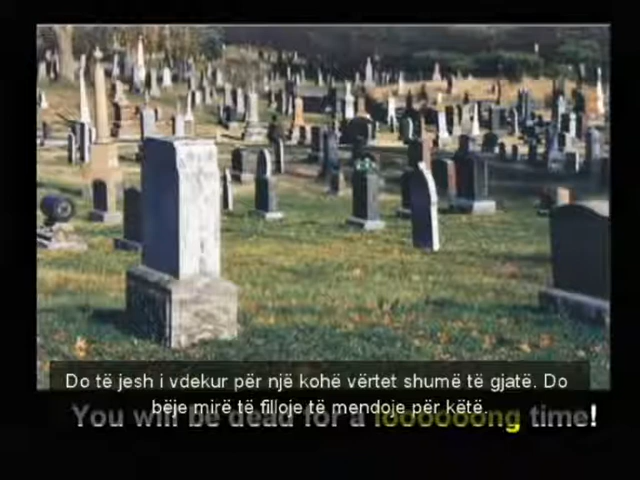 Do të jesh i vdekur për një kohë vërtet shumë të gjatë. Do
bëje mirë të filloje të mendoje për këtë.
You will be dead for a loooooong time!